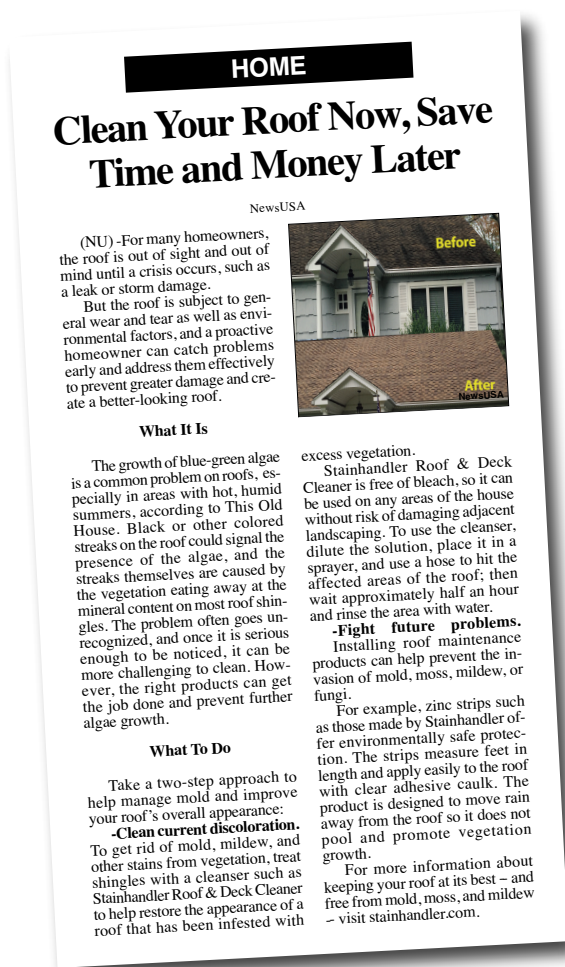 HOME
Clean Your Roof Now, Save
Time and Money Later
NewsUSA
(NU) -For many homeowners,
the roof is out of sight and out of
mind until a crisis occurs, such as
a leak or storm damage.
But the roof is subject to gen-
eral wear and tear as well as envi-
ronmental factors, and a proactive
homeowner can catch problems
early and address them effectively
to prevent greater damage and cre-
ate a better-looking roof.
What It Is
The growth of blue-green algae
is a common problem on roofs, es-
pecially in areas with hot, humid
summers, according to This Old
House. Black or other colored
streaks on the roof could signal the
presence of the algae, and the
streaks themselves are caused by
the vegetation eating away at the
mineral content on most roof shin-
gles. The problem often goes un-
recognized, and once it is serious
enough to be noticed, it can be
more challenging to clean. How-
ever, the right products can get
the job done and prevent further
algae growth.
What To Do
Take a two-step approach to
help manage mold and improve
your roof's overall appearance:
-Clean current discoloration.
To get rid of mold, mildew, and
other stains from vegetation, treat
shingles with a cleanser such as
Stainhandler Roof & Deck Cleaner
to help restore the appearance of a
roof that has been infested with
Before
After
NewsUSA
excess vegetation.
Stainhandler Roof & Deck
Cleaner is free of bleach, so it can
be used on any areas of the house
without risk of damaging adjacent
landscaping. To use the cleanser,
dilute the solution, place it in a
sprayer, and use a hose to hit the
affected areas of the roof; then
wait approximately half an hour
and rinse the area with water.
-Fight future problems.
Installing roof maintenance
products can help prevent the in-
vasion of mold, moss, mildew, or
fungi.
For example, zinc strips such
as those made by Stainhandler of-
fer environmentally safe protec-
tion. The strips measure feet in
length and apply easily to the roof
with clear adhesive caulk. The
product is designed to move rain
away from the roof so it does not
pool and promote vegetation
growth.
For more information about
keeping your roof at its best – and
free from mold, moss, and mildew
– visit stainhandler.com.